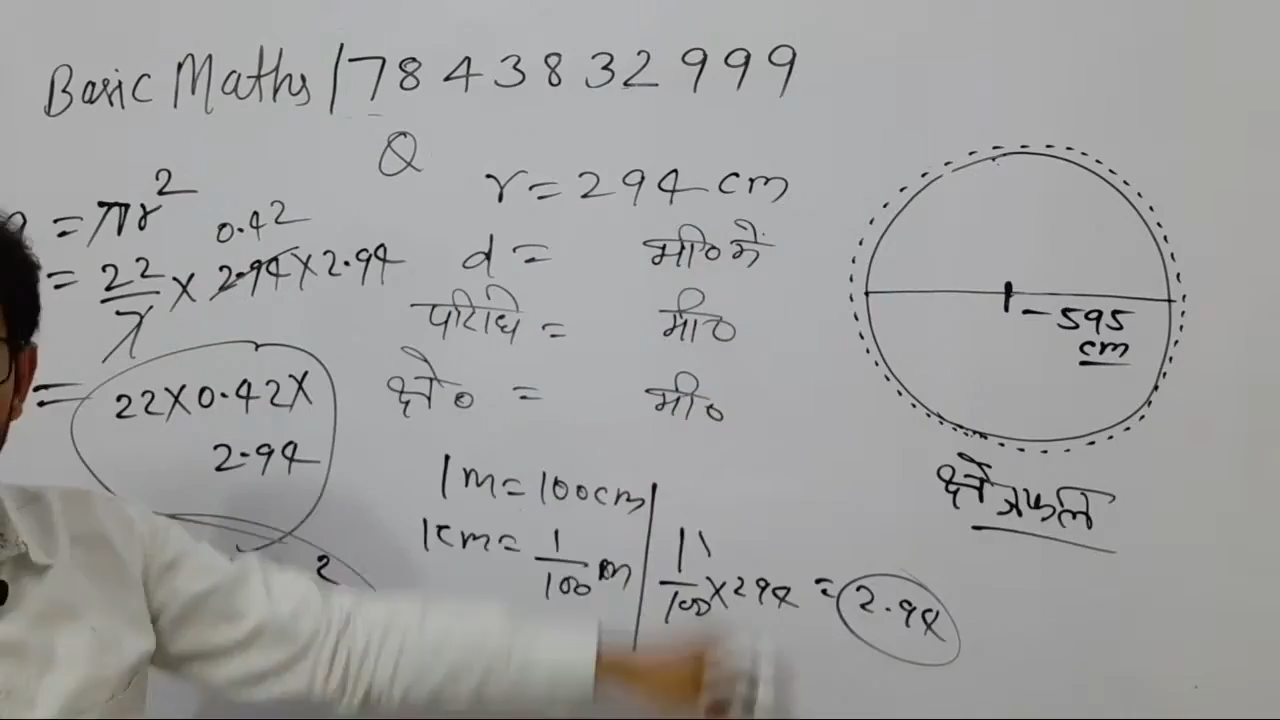 Basic Maths / 7843832999
Q
= πr²
0.42
= 22/7 × 2.94 × 2.94
= 22×0.42×
2.94
2
r = 294 cm
d = मी० में
परिधि = मी०
क्षे० = मी०
1m = 100cm
1cm = 1/100 m
1/100 × 294 = 2.94
595
cm
क्षेत्रफल